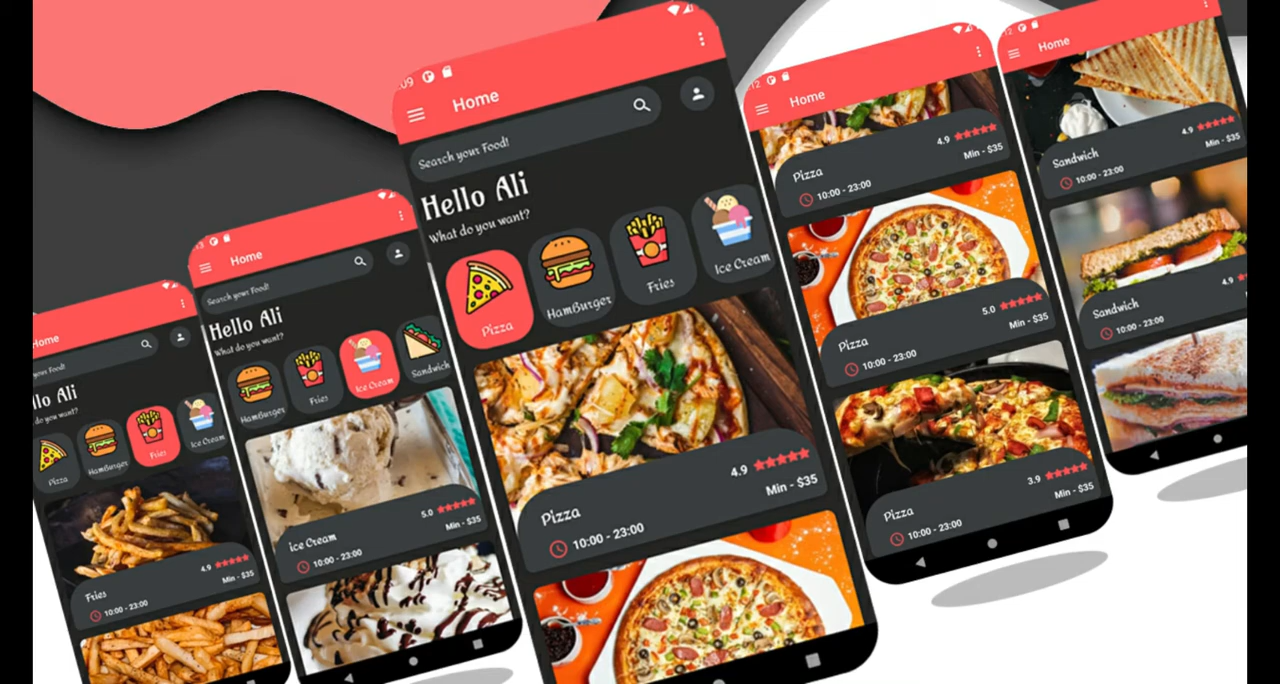 Home
Search your Food!
Hello Ali
What do you want?
Pizza
HamBurger
Fries
Ice Cream
4.9
Fries
Min - $35
10:00 - 23:00
Home
Search your Food!
Hello Ali
What do you want?
HamBurger
Fries
Ice Cream
Sandwich
5.0
Ice Cream
Min - $35
10:00 - 23:00
:09
Home
Search your Food!
Hello Ali
What do you want?
Pizza
HamBurger
Fries
Ice Cream
4.9
Pizza
Min - $35
10:00 - 23:00
Home
4.9
Pizza
Min - $35
10:00 - 23:00
5.0
Pizza
Min - $35
10:00 - 23:00
3.9
Pizza
Min - $35
10:00 - 23:00
Home
4.9
Sandwich
Min - $35
10:00 - 23:00
4.9
Sandwich
10:00 - 23:00